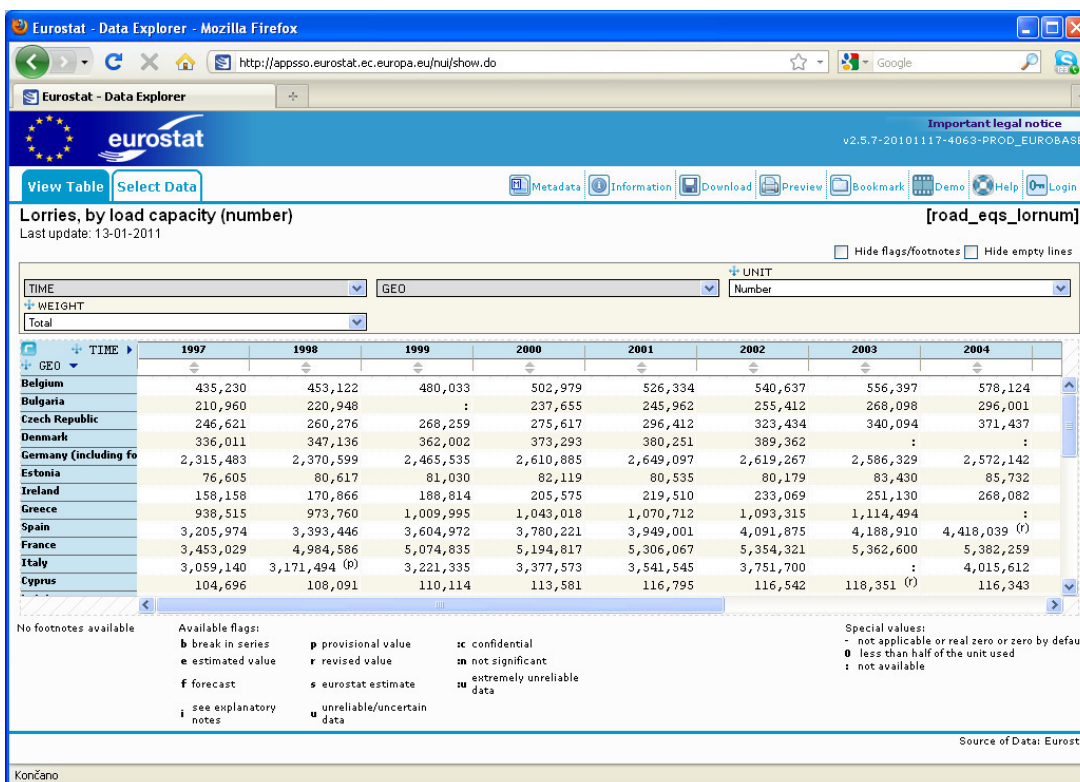 Eurostat - Data Explorer - Mozilla Firefox
http://appsso.eurostat.ec.europa.eu/nui/show.do
Google
Eurostat - Data Explorer
eurostat
Important legal notice
v2.5.7-20101117-4063-PROD_EUROBASE
View Table Select Data Metadata Information Download Preview Bookmark Demo Help Login
Lorries, by load capacity (number) [road_eqs_lornum]
Last update: 13-01-2011
Hide flags/footnotes Hide empty lines
UNIT
TIME GEO Number
WEIGHT
Total
TIME 1997 1998 1999 2000 2001 2002 2003 2004
GEO
Belgium 435,230 453,122 480,033 502,979 526,334 540,637 556,397 578,124
Bulgaria 210,960 220,948 : 237,655 245,962 255,412 268,098 296,001
Czech Republic 246,621 260,276 268,259 275,617 296,412 323,434 340,094 371,437
Denmark 336,011 347,136 362,002 373,293 380,251 389,362 : :
Germany (including fo 2,315,483 2,370,599 2,465,535 2,610,885 2,649,097 2,619,267 2,586,329 2,572,142
Estonia 76,605 80,617 81,030 82,119 80,535 80,179 83,430 85,732
Ireland 158,158 170,866 188,814 205,575 219,510 233,069 251,130 268,082
Greece 938,515 973,760 1,009,995 1,043,018 1,070,712 1,093,315 1,114,494 :
Spain 3,205,974 3,393,446 3,604,972 3,780,221 3,949,001 4,091,875 4,188,910 4,418,039 (r)
France 3,453,029 4,984,586 5,074,835 5,194,817 5,306,067 5,354,321 5,362,600 5,382,259
Italy 3,059,140 3,171,494 (p) 3,221,335 3,377,573 3,541,545 3,751,700 : 4,015,612
Cyprus 104,696 108,091 110,114 113,581 116,795 116,542 118,351 (r) 116,343
No footnotes available Available flags: Special values:
b break in series p provisional value :c confidential - not applicable or real zero or zero by defau
e estimated value r revised value :n not significant 0 less than half of the unit used
: not available
f forecast s eurostat estimate :u extremely unreliable data
i see explanatory notes u unreliable/uncertain data
Source of Data: Eurost
Končano